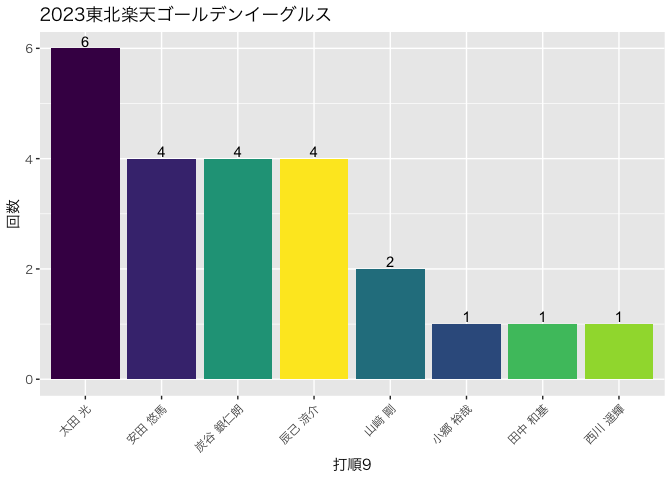 2023東北楽天ゴールデンイーグルス
回数
6
4
2
0
6
4
4
4
2
1
1
1
太田 光
安田 悠馬
炭谷 銀仁朗
辰己 涼介
山﨑 剛
小郷 裕哉
田中 和基
西川 遥輝
打順9